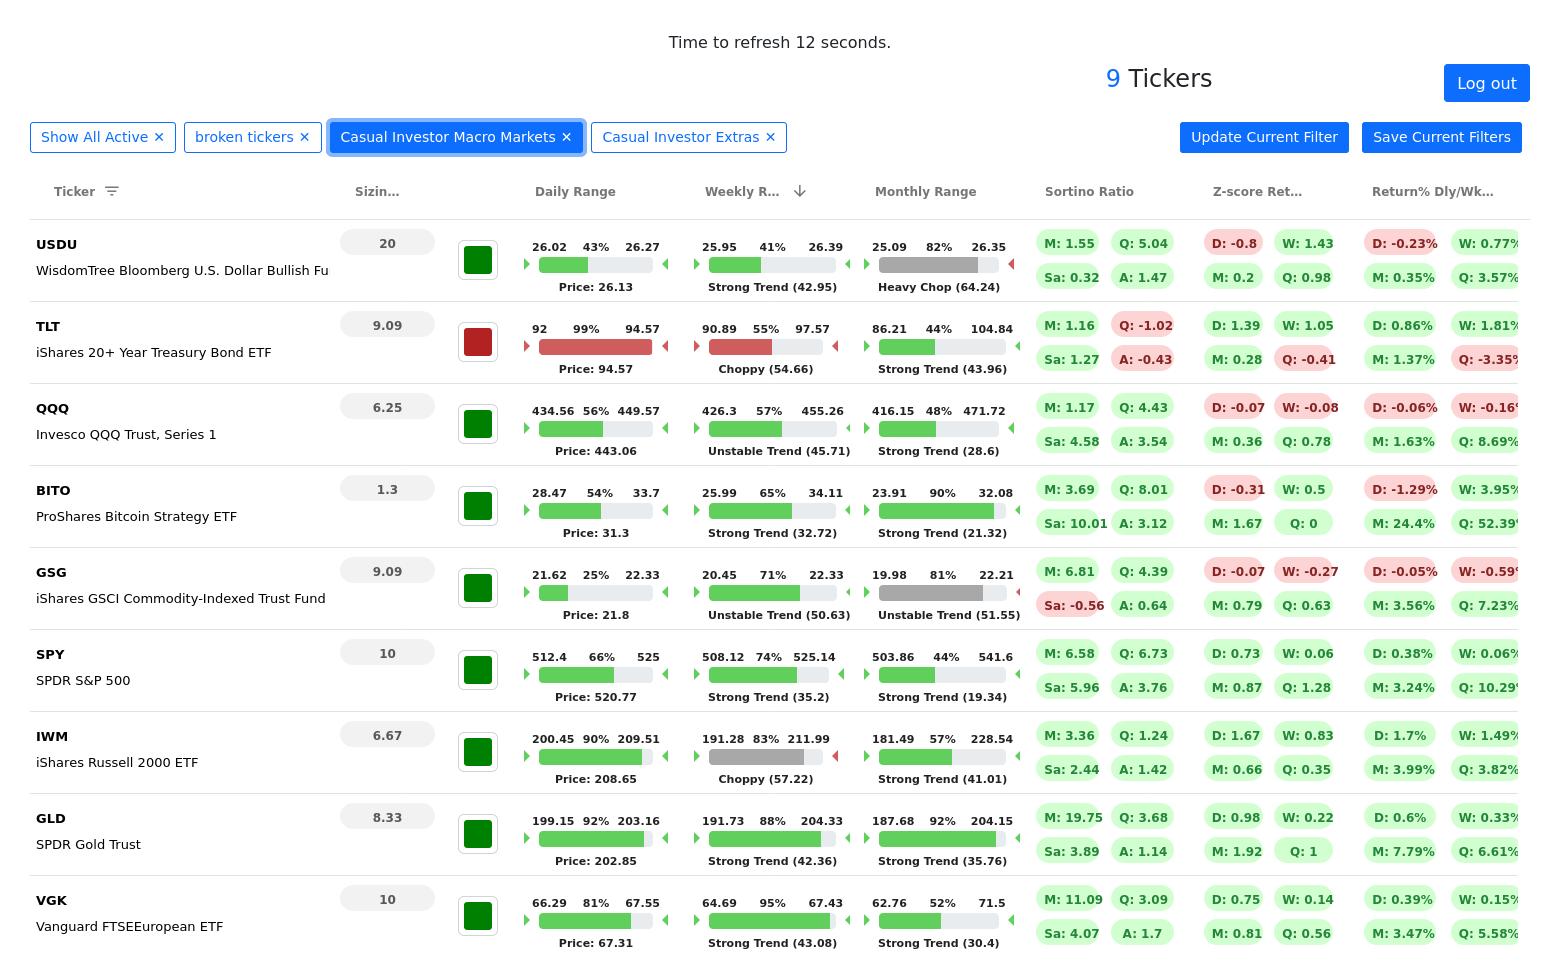 Time to refresh 12 seconds.
9 Tickers
Log out
Show All Active ✕ broken tickers ✕ Casual Investor Macro Markets ✕ Casual Investor Extras ✕ Update Current Filter Save Current Filters
Ticker Sizin... Daily Range Weekly R... Monthly Range Sortino Ratio Z-score Ret... Return% Dly/Wk...
USDU 20 M: 1.55 Q: 5.04 D: -0.8 W: 1.43 D: -0.23% W: 0.77%
26.02 43% 26.27 25.95 41% 26.39 25.09 82% 26.35
WisdomTree Bloomberg U.S. Dollar Bullish Fu Sa: 0.32 A: 1.47 M: 0.2 Q: 0.98 M: 0.35% Q: 3.57%
Price: 26.13 Strong Trend (42.95) Heavy Chop (64.24)
TLT 9.09 M: 1.16 Q: -1.02 D: 1.39 W: 1.05 D: 0.86% W: 1.81%
92 99% 94.57 90.89 55% 97.57 86.21 44% 104.84
iShares 20+ Year Treasury Bond ETF Sa: 1.27 A: -0.43 M: 0.28 Q: -0.41 M: 1.37% Q: -3.35%
Price: 94.57 Choppy (54.66) Strong Trend (43.96)
QQQ 6.25 M: 1.17 Q: 4.43 D: -0.07 W: -0.08 D: -0.06% W: -0.16%
434.56 56% 449.57 426.3 57% 455.26 416.15 48% 471.72
Invesco QQQ Trust, Series 1 Sa: 4.58 A: 3.54 M: 0.36 Q: 0.78 M: 1.63% Q: 8.69%
Price: 443.06 Unstable Trend (45.71) Strong Trend (28.6)
BITO 1.3 M: 3.69 Q: 8.01 D: -0.31 W: 0.5 D: -1.29% W: 3.95%
28.47 54% 33.7 25.99 65% 34.11 23.91 90% 32.08
ProShares Bitcoin Strategy ETF Sa: 10.01 A: 3.12 M: 1.67 Q: 0 M: 24.4% Q: 52.39%
Price: 31.3 Strong Trend (32.72) Strong Trend (21.32)
GSG 9.09 M: 6.81 Q: 4.39 D: -0.07 W: -0.27 D: -0.05% W: -0.59%
21.62 25% 22.33 20.45 71% 22.33 19.98 81% 22.21
iShares GSCI Commodity-Indexed Trust Fund Sa: -0.56 A: 0.64 M: 0.79 Q: 0.63 M: 3.56% Q: 7.23%
Price: 21.8 Unstable Trend (50.63) Unstable Trend (51.55)
SPY 10 M: 6.58 Q: 6.73 D: 0.73 W: 0.06 D: 0.38% W: 0.06%
512.4 66% 525 508.12 74% 525.14 503.86 44% 541.6
SPDR S&P 500 Sa: 5.96 A: 3.76 M: 0.87 Q: 1.28 M: 3.24% Q: 10.29%
Price: 520.77 Strong Trend (35.2) Strong Trend (19.34)
IWM 6.67 M: 3.36 Q: 1.24 D: 1.67 W: 0.83 D: 1.7% W: 1.49%
200.45 90% 209.51 191.28 83% 211.99 181.49 57% 228.54
iShares Russell 2000 ETF Sa: 2.44 A: 1.42 M: 0.66 Q: 0.35 M: 3.99% Q: 3.82%
Price: 208.65 Choppy (57.22) Strong Trend (41.01)
GLD 8.33 M: 19.75 Q: 3.68 D: 0.98 W: 0.22 D: 0.6% W: 0.33%
199.15 92% 203.16 191.73 88% 204.33 187.68 92% 204.15
SPDR Gold Trust Sa: 3.89 A: 1.14 M: 1.92 Q: 1 M: 7.79% Q: 6.61%
Price: 202.85 Strong Trend (42.36) Strong Trend (35.76)
VGK 10 M: 11.09 Q: 3.09 D: 0.75 W: 0.14 D: 0.39% W: 0.15%
66.29 81% 67.55 64.69 95% 67.43 62.76 52% 71.5
Vanguard FTSEEuropean ETF Sa: 4.07 A: 1.7 M: 0.81 Q: 0.56 M: 3.47% Q: 5.58%
Price: 67.31 Strong Trend (43.08) Strong Trend (30.4)